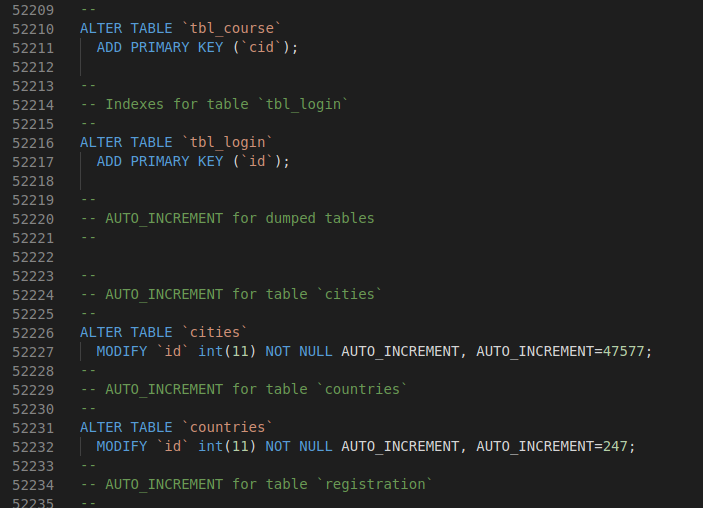 52209 --
52210 ALTER TABLE `tbl_course`
52211 ADD PRIMARY KEY (`cid`);
52212
52213 --
52214 -- Indexes for table `tbl_login`
52215 --
52216 ALTER TABLE `tbl_login`
52217 ADD PRIMARY KEY (`id`);
52218
52219 --
52220 -- AUTO_INCREMENT for dumped tables
52221 --
52222
52223 --
52224 -- AUTO_INCREMENT for table `cities`
52225 --
52226 ALTER TABLE `cities`
52227 MODIFY `id` int(11) NOT NULL AUTO_INCREMENT, AUTO_INCREMENT=47577;
52228 --
52229 -- AUTO_INCREMENT for table `countries`
52230 --
52231 ALTER TABLE `countries`
52232 MODIFY `id` int(11) NOT NULL AUTO_INCREMENT, AUTO_INCREMENT=247;
52233 --
52234 -- AUTO_INCREMENT for table `registration`
52235 --